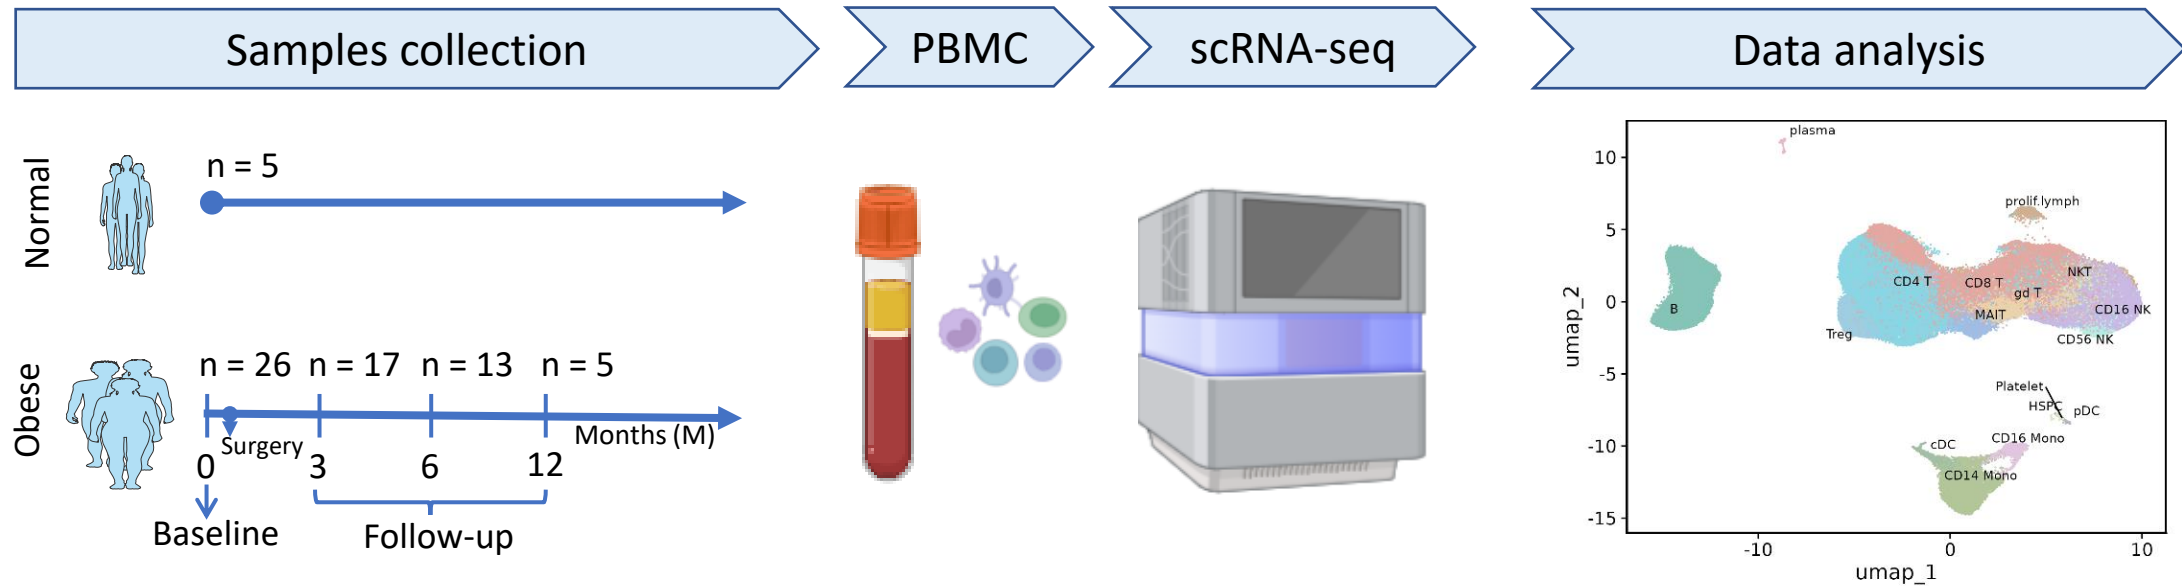 Samples collection
PBMC
scRNA-seq
Data analysis
Normal
n = 5
Obese
n = 26 n = 17 n = 13 n = 5
Surgery
Months (M)
0 3 6 12
Baseline
Follow-up
umap_2
10
5
0
-5
-10
-15
plasma
prolif.lymph
CD4 T
CD8 T
NKT
gd T
B
MAIT
CD16 NK
Treg
CD56 NK
Platelet
HSPC
pDC
cDC
CD16 Mono
CD14 Mono
-10 0 10
umap_1